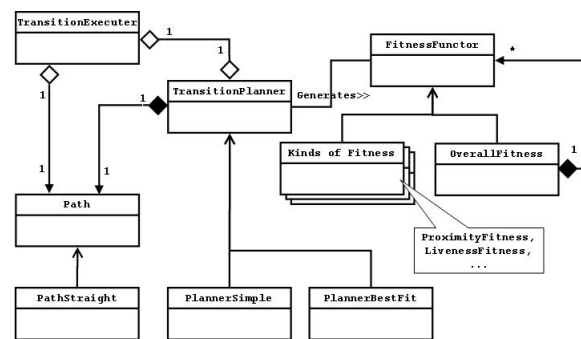 TransitionExecuter
1
1
1
1
1
1
TransitionPlanner
Generates>>
FitnessFunctor
*
Kinds of Fitness
OverallFitness
1
ProximityFitness,
LivenessFitness,
...
Path
PathStraight
PlannerSimple
PlannerBestFit